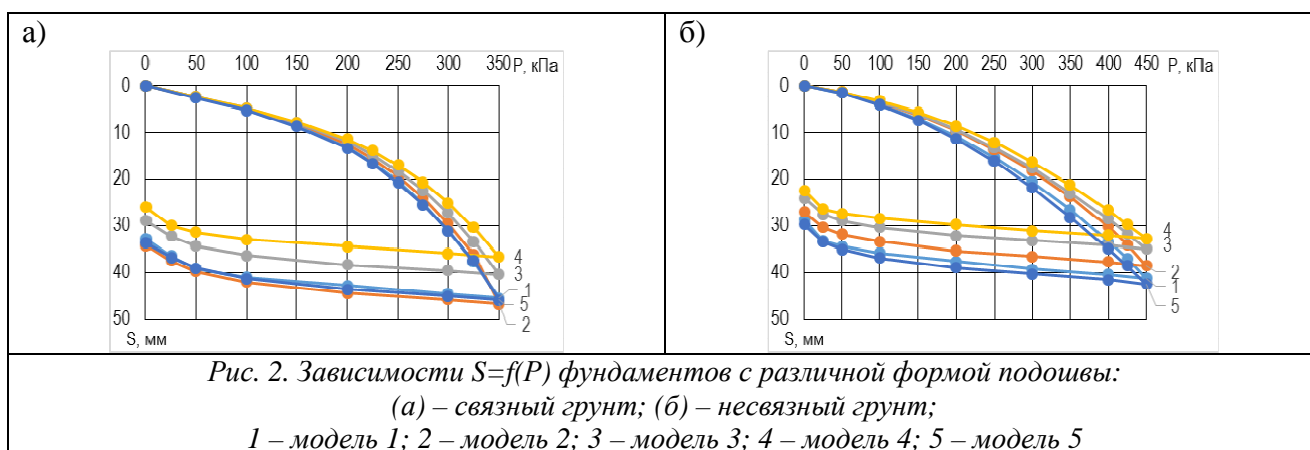 а)
0 50 100 150 200 250 300 350 P, кПа
0
10
20
30
40
50
S, мм
4
3
1
5
2
б)
0 50 100 150 200 250 300 350 400 450 P, кПа
0
10
20
30
40
50
S, мм
4
3
2
1
5
Рис. 2. Зависимости S=f(P) фундаментов с различной формой подошвы:
(а) – связный грунт; (б) – несвязный грунт;
1 – модель 1; 2 – модель 2; 3 – модель 3; 4 – модель 4; 5 – модель 5